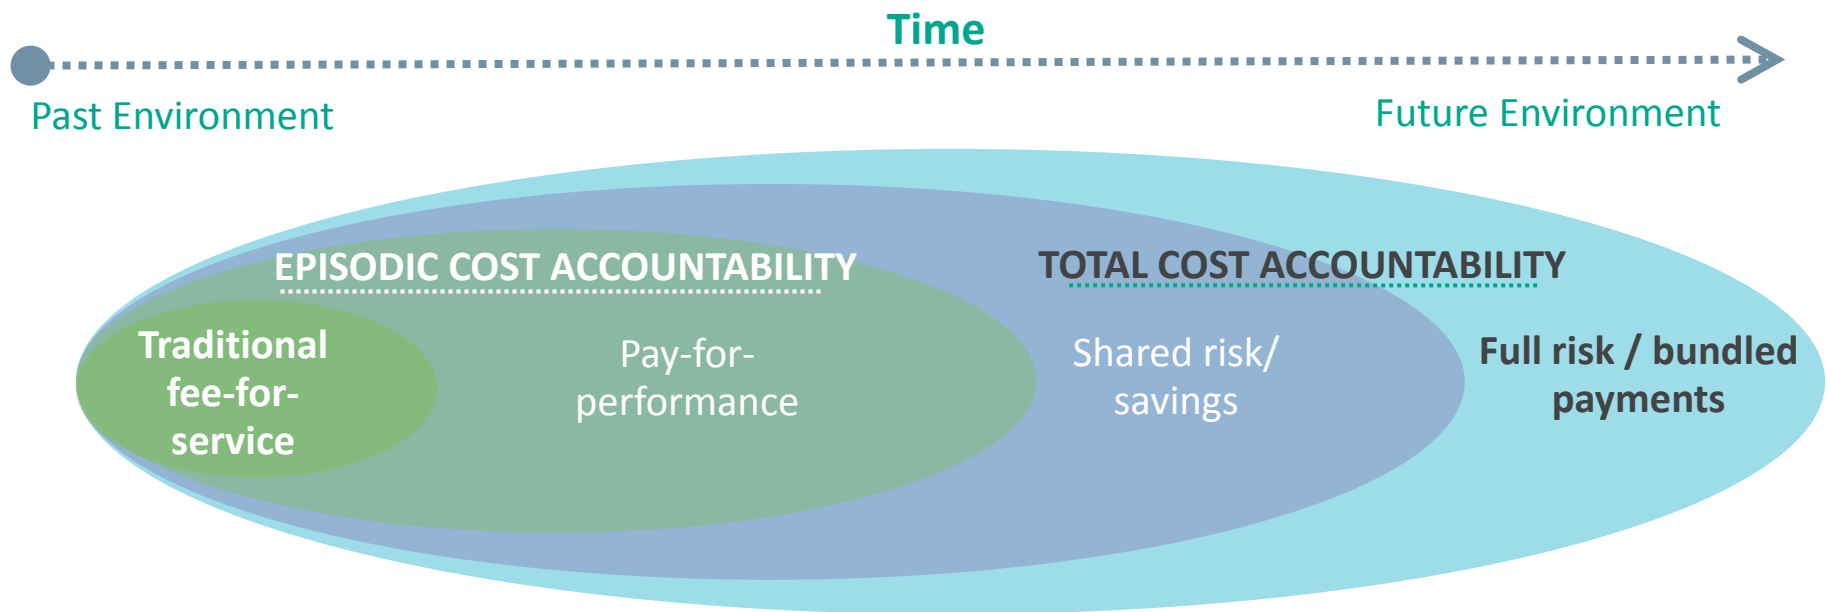 Time
Past Environment
Future Environment
EPISODIC COST ACCOUNTABILITY
TOTAL COST ACCOUNTABILITY
Traditional
fee-for-
service
Pay-for-
performance
Shared risk/
savings
Full risk / bundled
payments